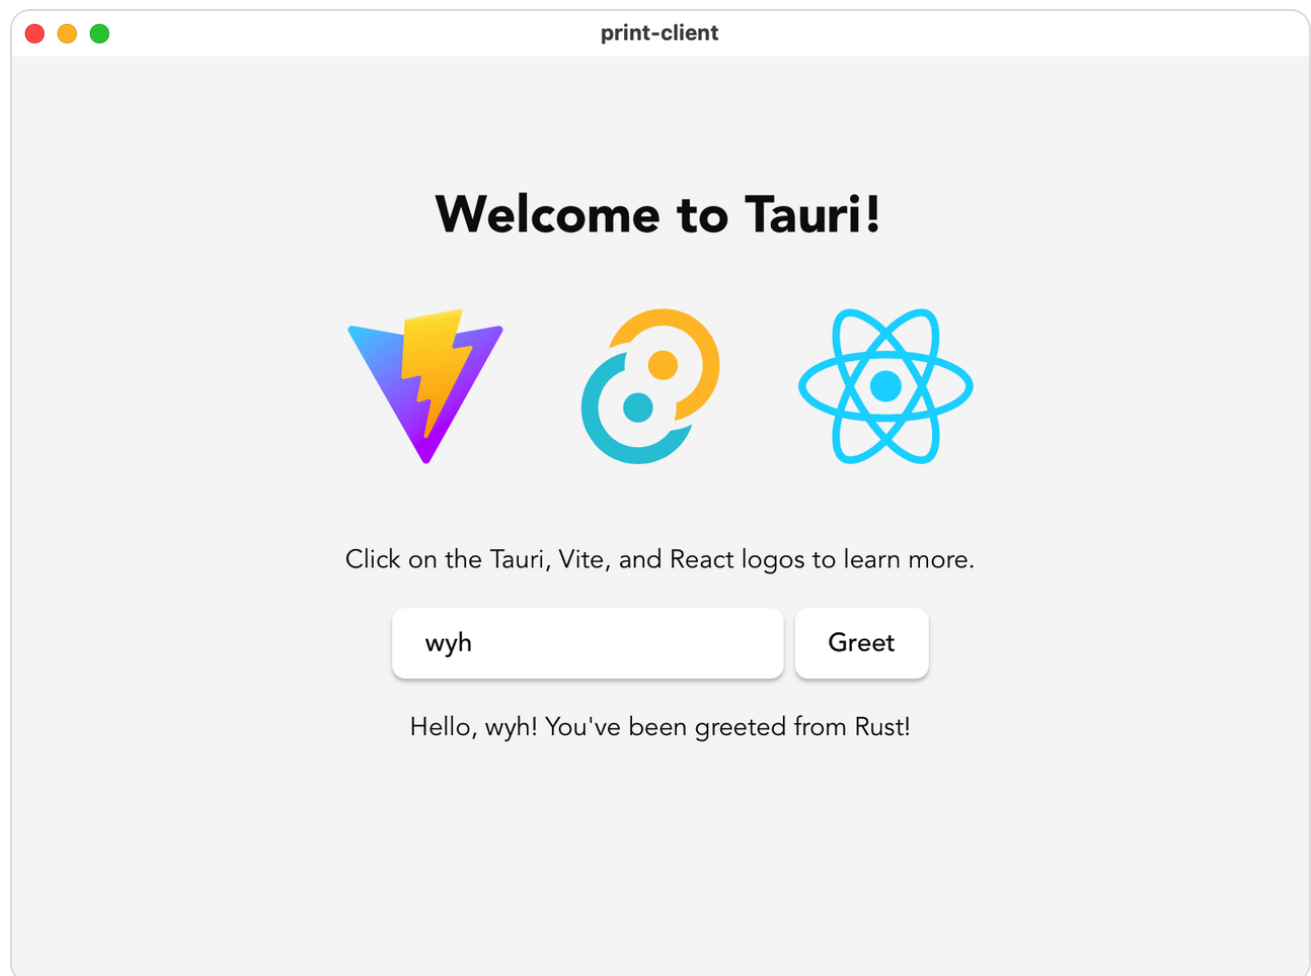 print-client
Welcome to Tauri!
Click on the Tauri, Vite, and React logos to learn more.
wyh
Greet
Hello, wyh! You've been greeted from Rust!